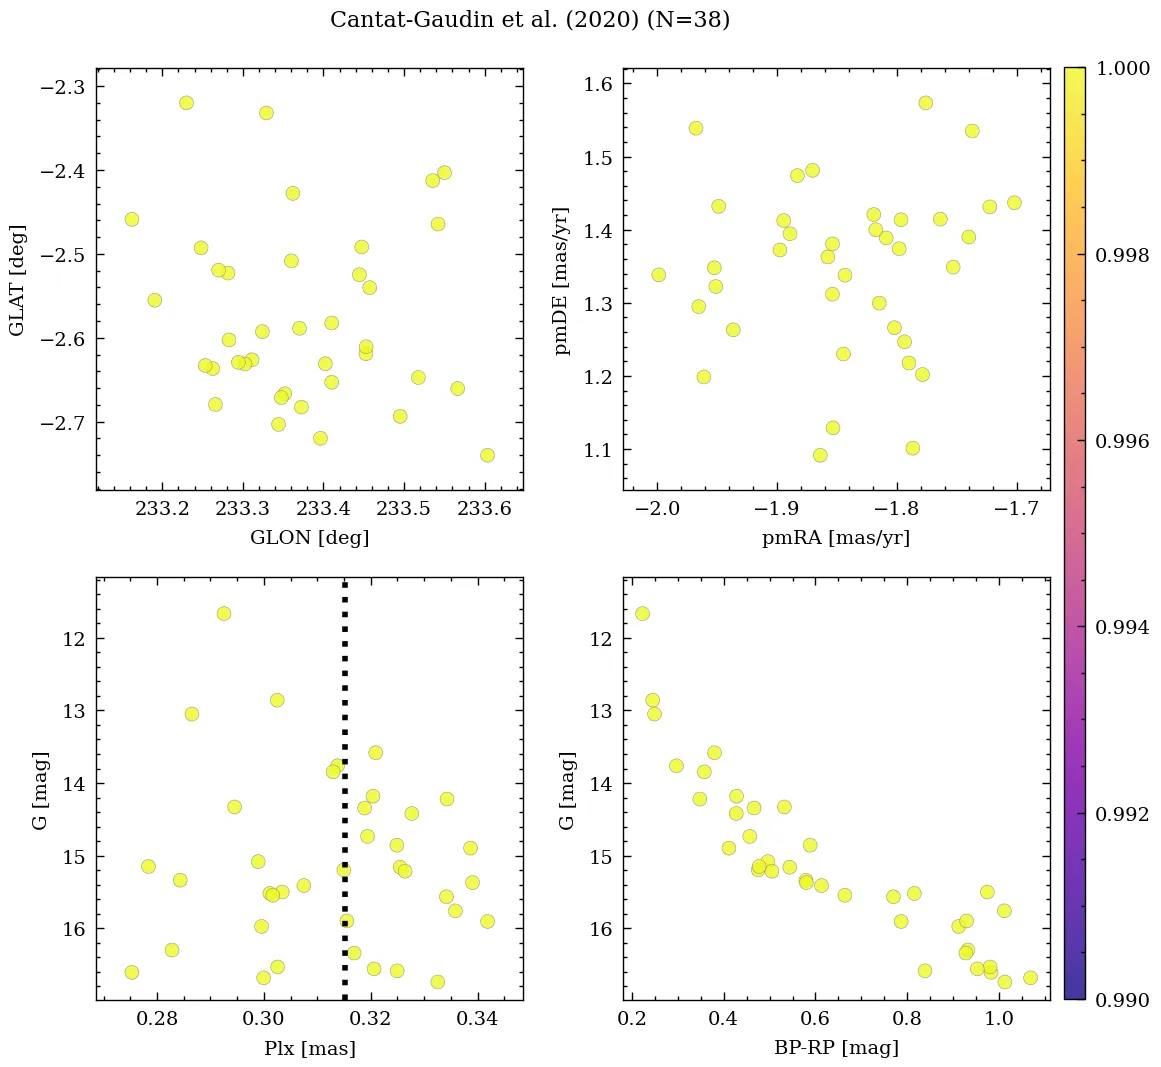 Cantat-Gaudin et al. (2020) (N=38)
−2.3
−2.4
−2.5
−2.6
−2.7
GLAT [deg]
233.2 233.3 233.4 233.5 233.6
GLON [deg]
1.6
1.5
1.4
1.3
1.2
1.1
pmDE [mas/yr]
−2.0 −1.9 −1.8 −1.7
pmRA [mas/yr]
12
13
14
15
16
G [mag]
0.28 0.30 0.32 0.34
Plx [mas]
12
13
14
15
16
G [mag]
0.2 0.4 0.6 0.8 1.0
BP-RP [mag]
1.000
0.998
0.996
0.994
0.992
0.990